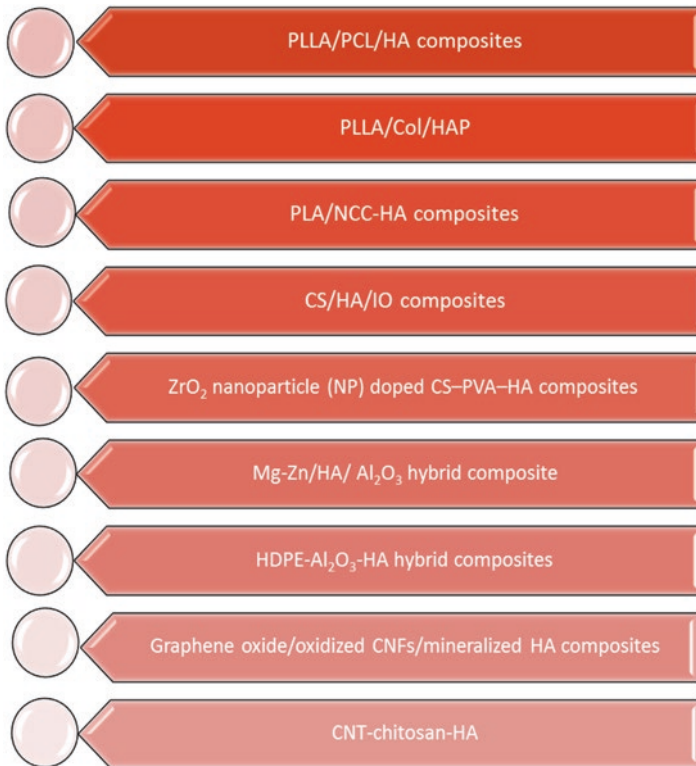 PLLA/PCL/HA composites
PLLA/Col/HAP
PLA/NCC-HA composites
CS/HA/IO composites
ZrO₂ nanoparticle (NP) doped CS–PVA–HA composites
Mg-Zn/HA/ Al₂O₃ hybrid composite
HDPE-Al₂O₃-HA hybrid composites
Graphene oxide/oxidized CNFs/mineralized HA composites
CNT-chitosan-HA